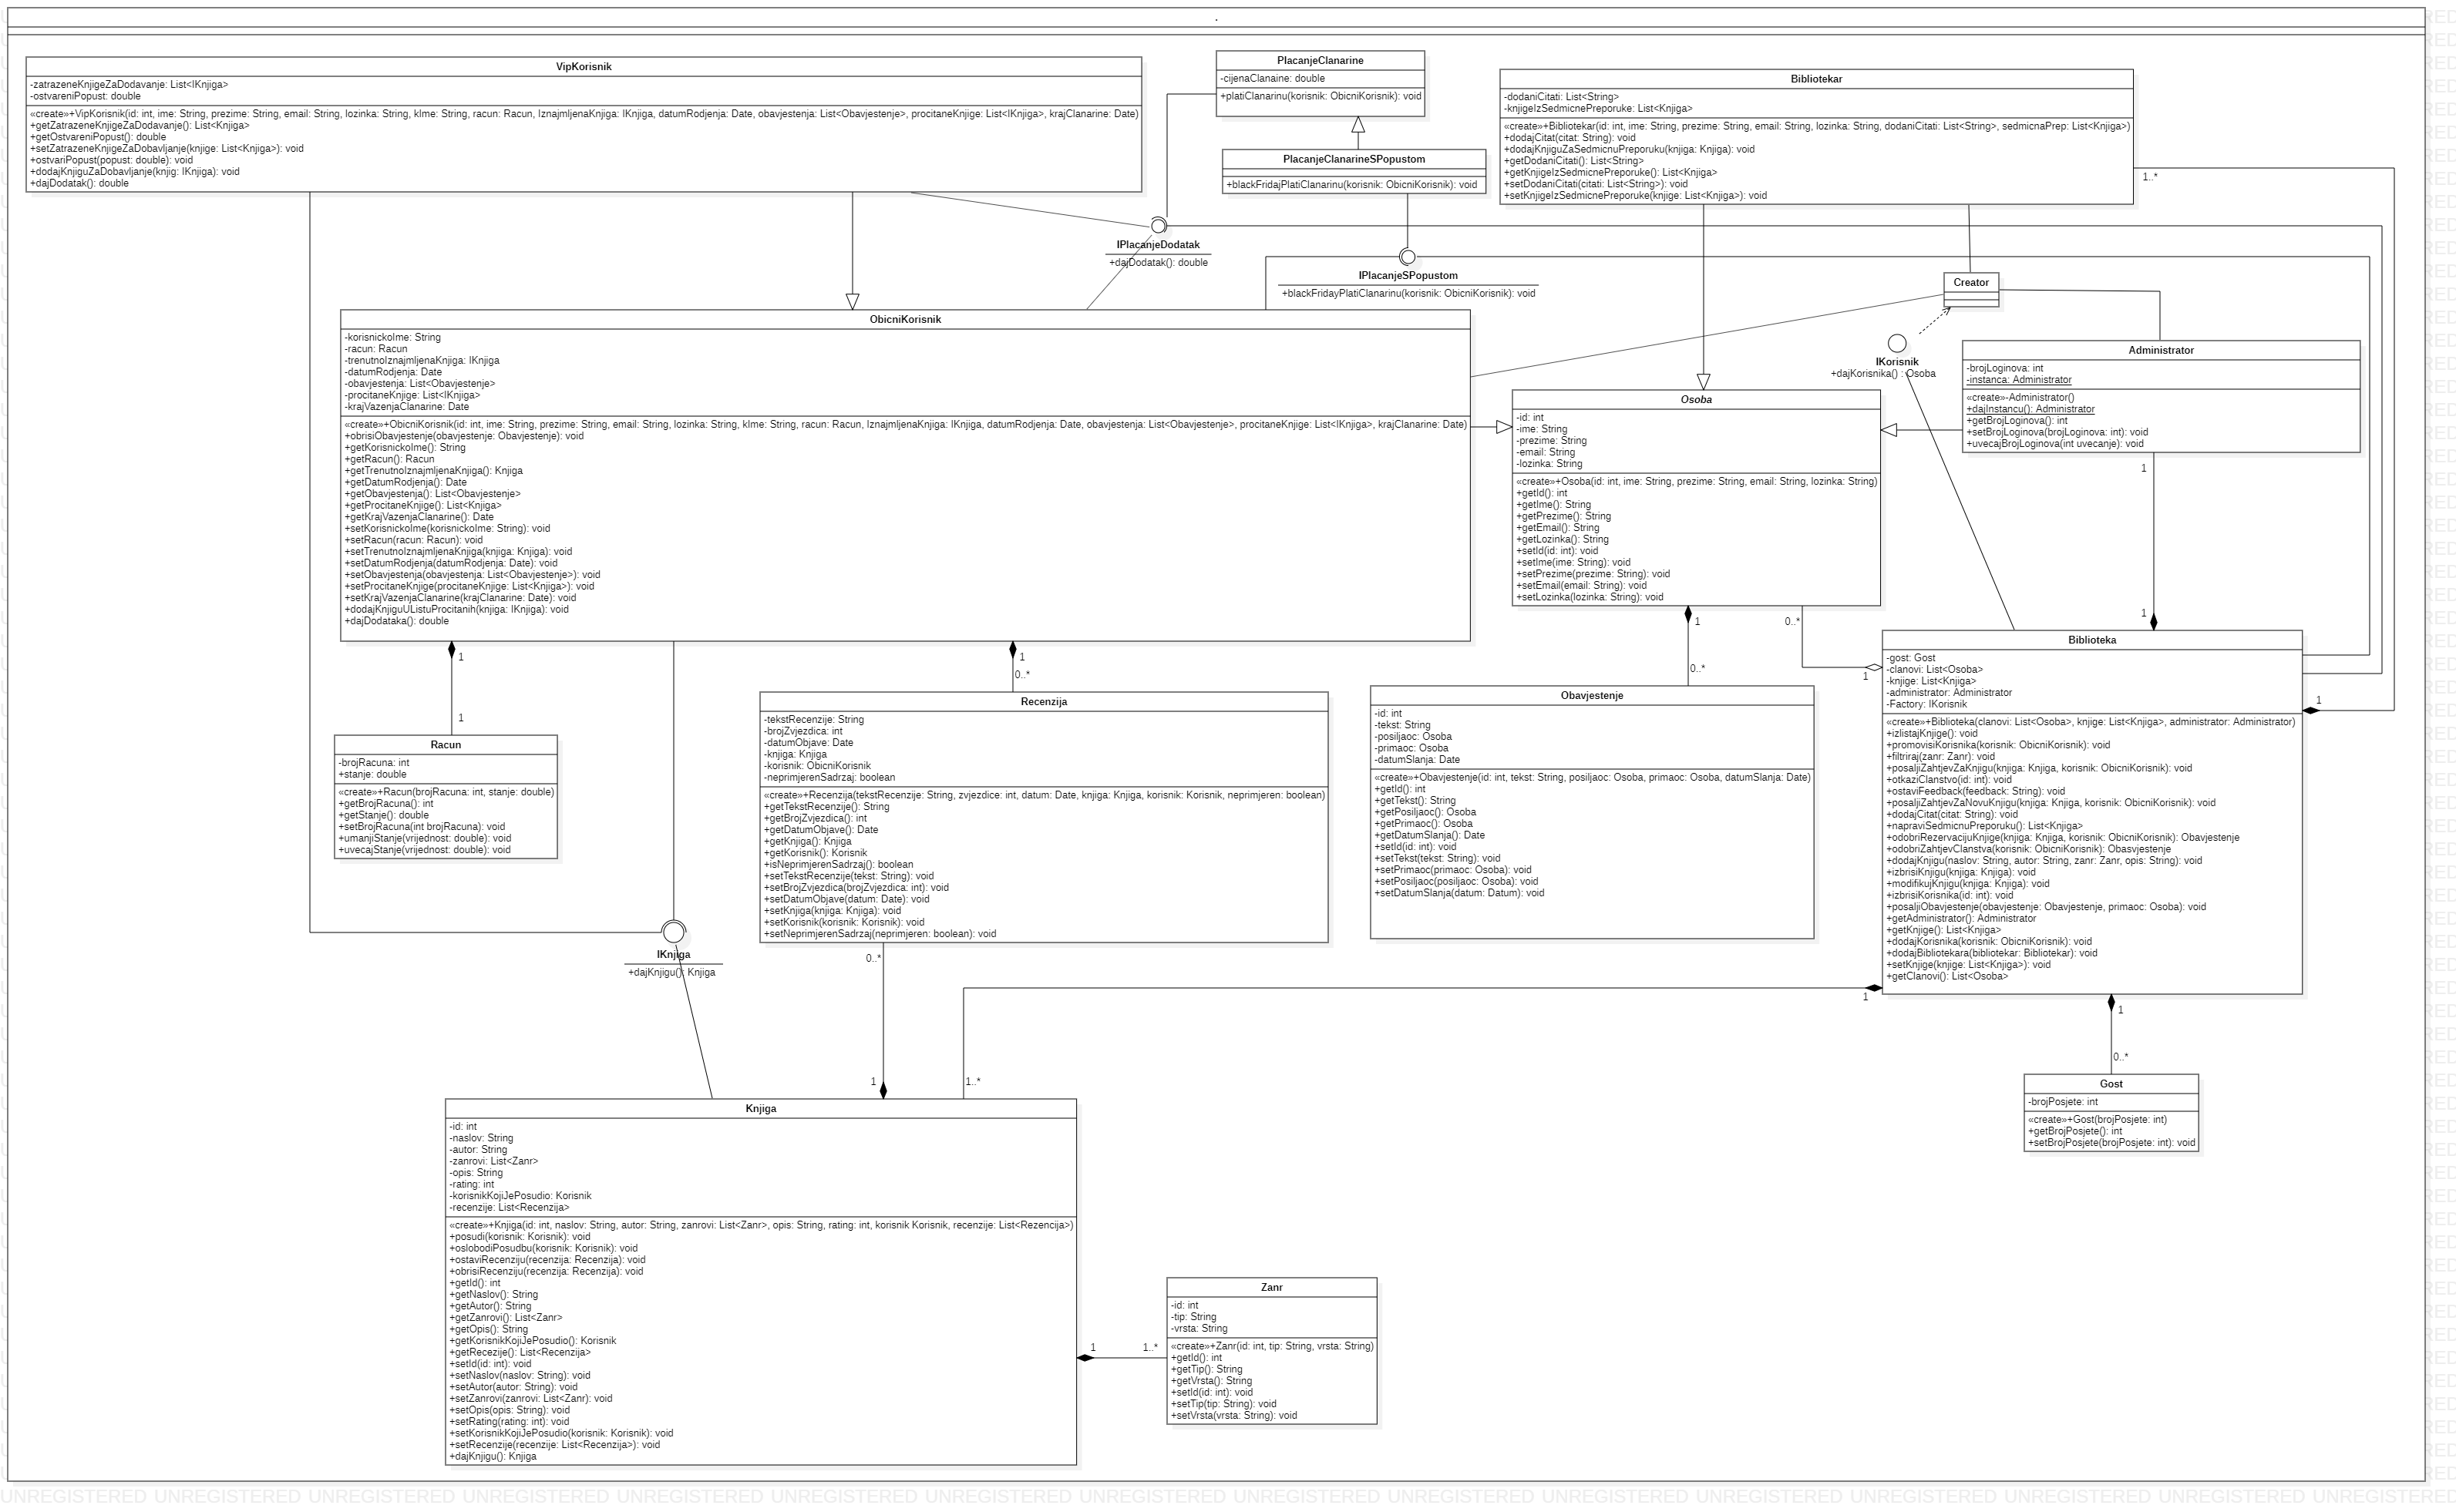 .
VipKorisnik
-zatrazeneKnjigeZaDodavanje: List<IKnjiga>
-ostvareniPopust: double
«create»+VipKorisnik(id: int, ime: String, prezime: String, email: String, lozinka: String, kIme: String, racun: Racun, IznajmljenaKnjiga: IKnjiga, datumRodjenja: Date, obavjestenja: List<Obavjestenje>, procitaneKnjige: List<IKnjiga>, krajClanarine: Date)
+getZatrazeneKnjigeZaDodavanje(): List<Knjiga>
+getOstvareniPopust(): double
+setZatrazeneKnjigeZaDobavljanje(knjige: List<Knjiga>): void
+ostvariPopust(popust: double): void
+dodajKnjiguZaDobavljanje(knjig: IKnjiga): void
+dajDodatak(): double
PlacanjeClanarine
-cijenaClanaine: double
+platiClanarinu(korisnik: ObicniKorisnik): void
PlacanjeClanarineSPopustom
+blackFridajPlatiClanarinu(korisnik: ObicniKorisnik): void
Bibliotekar
-dodaniCitati: List<String>
-knjigeIzSedmicnePreporuke: List<Knjiga>
«create»+Bibliotekar(id: int, ime: String, prezime: String, email: String, lozinka: String, dodaniCitati: List<String>, sedmicnaPrep: List<Knjiga>)
+dodajCitat(citat: String): void
+dodajKnjiguZaSedmicnuPreporuku(knjiga: Knjiga): void
+getDodaniCitati(): List<String>
+getKnjigeIzSedmicnePreporuke(): List<Knjiga>
+setDodaniCitati(citati: List<String>): void
+setKnjigeIzSedmicnePreporuke(knjige: List<Knjiga>): void
1..*
IPlacanjeDodatak
+dajDodatak(): double
IPlacanjeSPopustom
+blackFridayPlatiClanarinu(korisnik: ObicniKorisnik): void
Creator
IKorisnik
+dajKorisnika() : Osoba
Administrator
-brojLoginova: int
-instanca: Administrator
«create»-Administrator()
+dajInstancu(): Administrator
+getBrojLoginova(): int
+setBrojLoginova(brojLoginova: int): void
+uvecajBrojLoginova(int uvecanje): void
1
1
ObicniKorisnik
-korisnickoIme: String
-racun: Racun
-trenutnoIznajmljenaKnjiga: IKnjiga
-datumRodjenja: Date
-obavjestenja: List<Obavjestenje>
-procitaneKnjige: List<IKnjiga>
-krajVazenjaClanarine: Date
«create»+ObicniKorisnik(id: int, ime: String, prezime: String, email: String, lozinka: String, kIme: String, racun: Racun, IznajmljenaKnjiga: IKnjiga, datumRodjenja: Date, obavjestenja: List<Obavjestenje>, procitaneKnjige: List<IKnjiga>, krajClanarine: Date)
+obrisiObavjestenje(obavjestenje: Obavjestenje): void
+getKorisnickoIme(): String
+getRacun(): Racun
+getTrenutnoIznajmljenaKnjiga(): Knjiga
+getDatumRodjenja(): Date
+getObavjestenja(): List<Obavjestenje>
+getProcitaneKnjige(): List<Knjiga>
+getKrajVazenjaClanarine(): Date
+setKorisnickoIme(korisnickoIme: String): void
+setRacun(racun: Racun): void
+setTrenutnoIznajmljenaKnjiga(knjiga: Knjiga): void
+setDatumRodjenja(datumRodjenja: Date): void
+setObavjestenja(obavjestenja: List<Obavjestenje>): void
+setProcitaneKnjige(procitaneKnjige: List<Knjiga>): void
+setKrajVazenjaClanarine(krajClanarine: Date): void
+dodajKnjiguUListuProcitanih(knjiga: IKnjiga): void
+dajDodataka(): double
Osoba
-id: int
-ime: String
-prezime: String
-email: String
-lozinka: String
«create»+Osoba(id: int, ime: String, prezime: String, email: String, lozinka: String)
+getId(): int
+getIme(): String
+getPrezime(): String
+getEmail(): String
+getLozinka(): String
+setId(id: int): void
+setIme(ime: String): void
+setPrezime(prezime: String): void
+setEmail(email: String): void
+setLozinka(lozinka: String): void
1
0..*
0..*
1
Biblioteka
-gost: Gost
-clanovi: List<Osoba>
-knjige: List<Knjiga>
-administrator: Administrator
-Factory: IKorisnik
«create»+Biblioteka(clanovi: List<Osoba>, knjige: List<Knjiga>, administrator: Administrator)
+izlistajKnjige(): void
+promovisiKorisnika(korisnik: ObicniKorisnik): void
+filtriraj(zanr: Zanr): void
+posaljiZahtjevZaKnjigu(knjiga: Knjiga, korisnik: ObicniKorisnik): void
+otkaziClanstvo(id: int): void
+ostaviFeedback(feedback: String): void
+posaljiZahtjevZaNovuKnjigu(knjiga: Knjiga, korisnik: ObicniKorisnik): void
+dodajCitat(citat: String): void
+napraviSedmicnuPreporuku(): List<Knjiga>
+odobriRezervacijuKnjige(knjiga: Knjiga, korisnik: ObicniKorisnik): Obavjestenje
+odobriZahtjevClanstva(korisnik: ObicniKorisnik): Obasvjestenje
+dodajKnjigu(naslov: String, autor: String, zanr: Zanr, opis: String): void
+izbrisiKnjigu(knjiga: Knjiga): void
+modifikujKnjigu(knjiga: Knjiga): void
+izbrisiKorisnika(id: int): void
+posaljiObavjestenje(obavjestenje: Obavjestenje, primaoc: Osoba): void
+getAdministrator(): Administrator
+getKnjige(): List<Knjiga>
+dodajKorisnika(korisnik: ObicniKorisnik): void
+dodajBibliotekara(bibliotekar: Bibliotekar): void
+setKnjige(knjige: List<Knjiga>): void
+getClanovi(): List<Osoba>
1
1
1
0..*
1
1
1
0..*
Racun
-brojRacuna: int
+stanje: double
«create»+Racun(brojRacuna: int, stanje: double)
+getBrojRacuna(): int
+getStanje(): double
+setBrojRacuna(int brojRacuna): void
+umanjiStanje(vrijednost: double): void
+uvecajStanje(vrijednost: double): void
Recenzija
-tekstRecenzije: String
-brojZvjezdica: int
-datumObjave: Date
-knjiga: Knjiga
-korisnik: ObicniKorisnik
-neprimjerenSadrzaj: boolean
«create»+Recenzija(tekstRecenzije: String, zvjezdice: int, datum: Date, knjiga: Knjiga, korisnik: Korisnik, neprimjeren: boolean)
+getTekstRecenzije(): String
+getBrojZvjezdica(): int
+getDatumObjave(): Date
+getKnjiga(): Knjiga
+getKorisnik(): Korisnik
+isNeprimjerenSadrzaj(): boolean
+setTekstRecenzije(tekst: String): void
+setBrojZvjezdica(brojZvjezdica: int): void
+setDatumObjave(datum: Date): void
+setKnjiga(knjiga: Knjiga): void
+setKorisnik(korisnik: Korisnik): void
+setNeprimjerenSadrzaj(neprimjeren: boolean): void
0..*
1
1..*
Obavjestenje
-id: int
-tekst: String
-posiljaoc: Osoba
-primaoc: Osoba
-datumSlanja: Date
«create»+Obavjestenje(id: int, tekst: String, posiljaoc: Osoba, primaoc: Osoba, datumSlanja: Date)
+getId(): int
+getTekst(): String
+getPosiljaoc(): Osoba
+getPrimaoc(): Osoba
+getDatumSlanja(): Date
+setId(id: int): void
+setTekst(tekst: String): void
+setPrimaoc(primaoc: Osoba): void
+setPosiljaoc(posiljaoc: Osoba): void
+setDatumSlanja(datum: Datum): void
IKnjiga
+dajKnjigu(): Knjiga
Gost
-brojPosjete: int
«create»+Gost(brojPosjete: int)
+getBrojPosjete(): int
+setBrojPosjete(brojPosjete: int): void
Knjiga
-id: int
-naslov: String
-autor: String
-zanrovi: List<Zanr>
-opis: String
-rating: int
-korisnikKojiJePosudio: Korisnik
-recenzije: List<Recenzija>
«create»+Knjiga(id: int, naslov: String, autor: String, zanrovi: List<Zanr>, opis: String, rating: int, korisnik Korisnik, recenzije: List<Rezencija>)
+posudi(korisnik: Korisnik): void
+oslobodiPosudbu(korisnik: Korisnik): void
+ostaviRecenziju(recenzija: Recenzija): void
+obrisiRecenziju(recenzija: Recenzija): void
+getId(): int
+getNaslov(): String
+getAutor(): String
+getZanrovi(): List<Zanr>
+getOpis(): String
+getKorisnikKojiJePosudio(): Korisnik
+getRecezije(): List<Recenzija>
+setId(id: int): void
+setNaslov(naslov: String): void
+setAutor(autor: String): void
+setZanrovi(zanrovi: List<Zanr): void
+setOpis(opis: String): void
+setRating(rating: int): void
+setKorisnikKojiJePosudio(korisnik: Korisnik): void
+setRecenzije(recenzije: List<Recenzija>): void
+dajKnjigu(): Knjiga
1
1..*
Zanr
-id: int
-tip: String
-vrsta: String
«create»+Zanr(id: int, tip: String, vrsta: String)
+getId(): int
+getTip(): String
+getVrsta(): String
+setId(id: int): void
+setTip(tip: String): void
+setVrsta(vrsta: String): void
UNREGISTERED UNREGISTERED UNREGISTERED UNREGISTERED UNREGISTERED UNREGISTERED UNREGISTERED UNREGISTERED UNREGISTERED UNREGISTERED UNREGISTERED UNREGISTERED UNREGISTERED UNREGISTERED UNREGISTERED UNREGISTERED